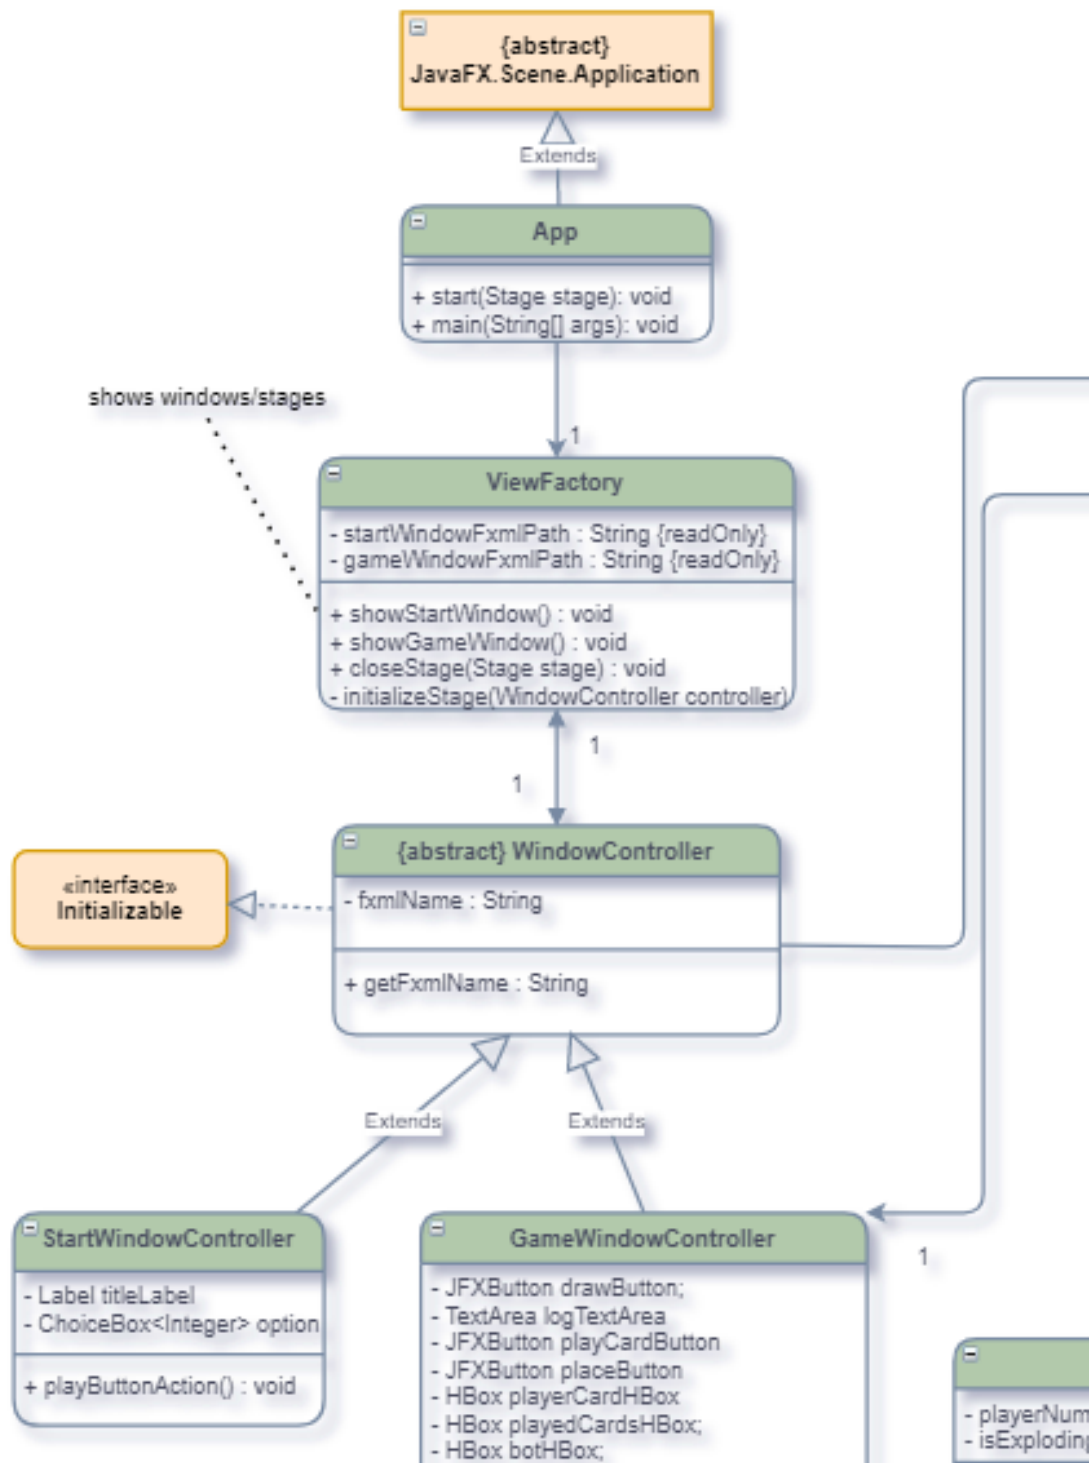 {abstract}
JavaFX.Scene.Application
Extends
App
+ start(Stage stage): void
+ main(String[] args): void
shows windows/stages
1
ViewFactory
- startWindowFxmlPath : String {readOnly}
- gameWindowFxmlPath : String {readOnly}
+ showStartWindow() : void
+ showGameWindow() : void
+ closeStage(Stage stage) : void
- initializeStage(WindowController controller)
1
1
{abstract} WindowController
- fxmlName : String
+ getFxmlName : String
«interface»
Initializable
Extends
Extends
StartWindowController
- Label titleLabel
- ChoiceBox<Integer> option
+ playButtonAction() : void
GameWindowController
- JFXButton drawButton;
- TextArea logTextArea
- JFXButton playCardButton
- JFXButton placeButton
- HBox playerCardHBox
- HBox playedCardsHBox;
- HBox botHBox;
1
- playerNum
- isExploding